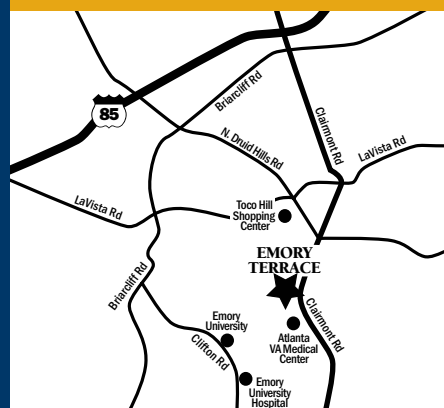 85
Briarcliff Rd
N. Druid Hills Rd
Clairmont Rd
LaVista Rd
LaVista Rd
Toco Hill
Shopping
Center
EMORY
TERRACE
Briarcliff Rd
Clairmont Rd
Emory
University
Clifton Rd
Atlanta
VA Medical
Center
Emory
University
Hospital